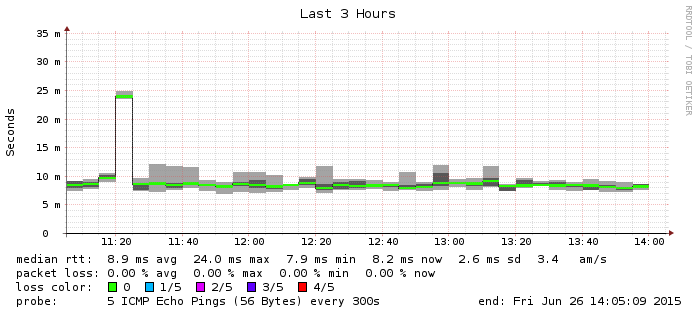 Last 3 Hours
RRDTOOL / TOBI OETIKER
Seconds
35 m
30 m
25 m
20 m
15 m
10 m
5 m
0
11:20 11:40 12:00 12:20 12:40 13:00 13:20 13:40 14:00
median rtt: 8.9 ms avg 24.0 ms max 7.9 ms min 8.2 ms now 2.6 ms sd 3.4 am/s
packet loss: 0.00 % avg 0.00 % max 0.00 % min 0.00 % now
loss color: 0 1/5 2/5 3/5 4/5
probe: 5 ICMP Echo Pings (56 Bytes) every 300s end: Fri Jun 26 14:05:09 2015